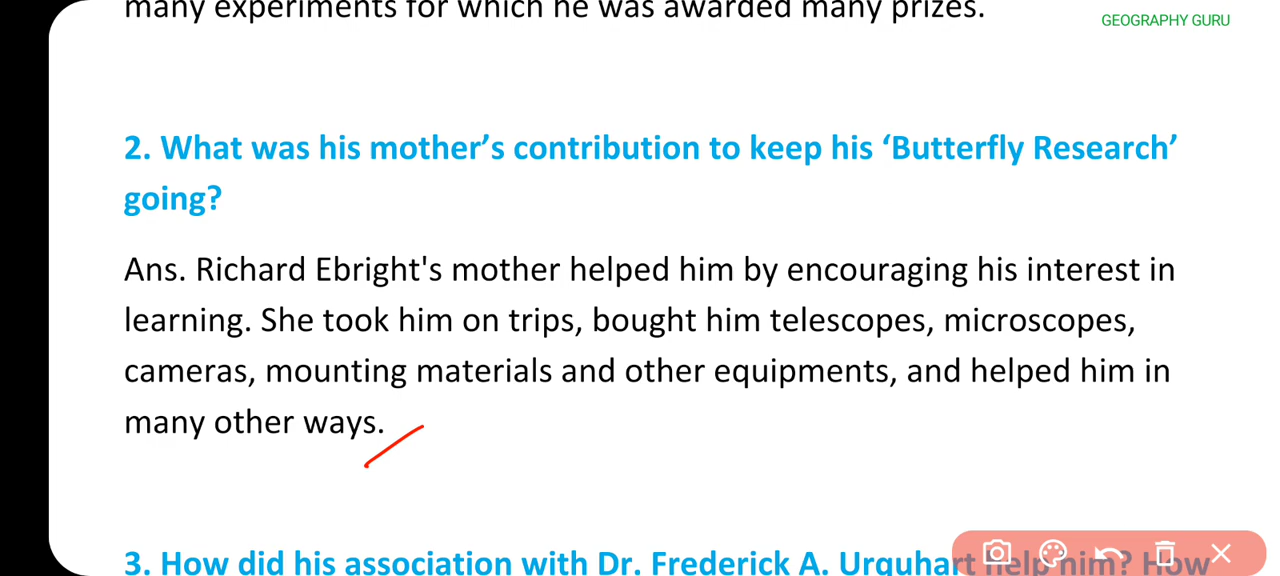 many experiments for which he was awarded many prizes.
GEOGRAPHY GURU
2. What was his mother’s contribution to keep his ‘Butterfly Research’
going?
Ans. Richard Ebright's mother helped him by encouraging his interest in
learning. She took him on trips, bought him telescopes, microscopes,
cameras, mounting materials and other equipments, and helped him in
many other ways.
3. How did his association with Dr. Frederick A. Urquhart help him? How